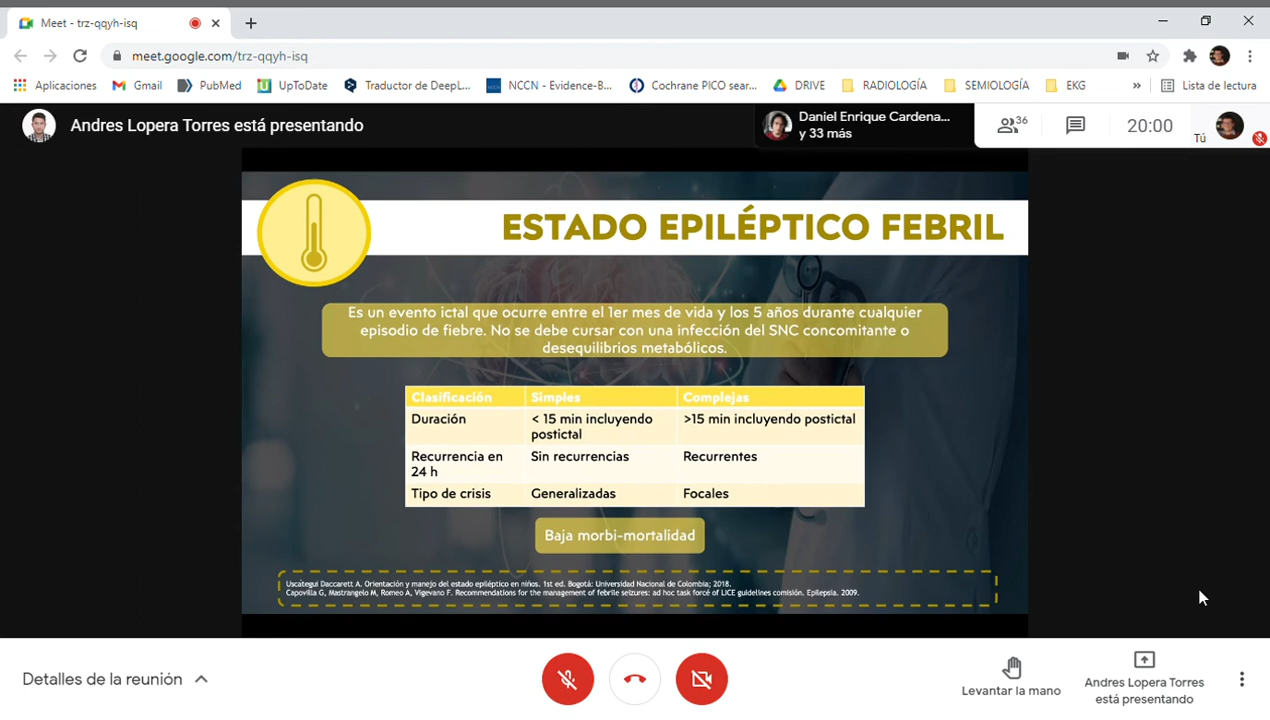 Meet - trz-qqyh-isq
meet.google.com/trz-qqyh-isq
Aplicaciones Gmail PubMed UpToDate Traductor de DeepL... NCCN - Evidence-B... Cochrane PICO sear... DRIVE RADIOLOGÍA SEMIOLOGÍA EKG » Lista de lectura
Andres Lopera Torres está presentando
Daniel Enrique Cardena...
y 33 más
36
20:00
Tú
ESTADO EPILÉPTICO FEBRIL
Es un evento ictal que ocurre entre el 1er mes de vida y los 5 años durante cualquier
episodio de fiebre. No se debe cursar con una infección del SNC concomitante o
desequilibrios metabólicos.
Clasificación Simples Complejas
Duración < 15 min incluyendo >15 min incluyendo postictal
postictal
Recurrencia en Sin recurrencias Recurrentes
24 h
Tipo de crisis Generalizadas Focales
Baja morbi-mortalidad
Uscátegui Daccarett A. Orientación y manejo del estado epiléptico en niños. 1st ed. Bogotá: Universidad Nacional de Colombia; 2018.
Capovilla G, Mastrangelo M, Romeo A, Vigevano F. Recommendations for the management of febrile seizures: ad hoc task forcé of LICE guidelines comisión. Epilepsia. 2009.
Detalles de la reunión
Levantar la mano
Andres Lopera Torres
está presentando